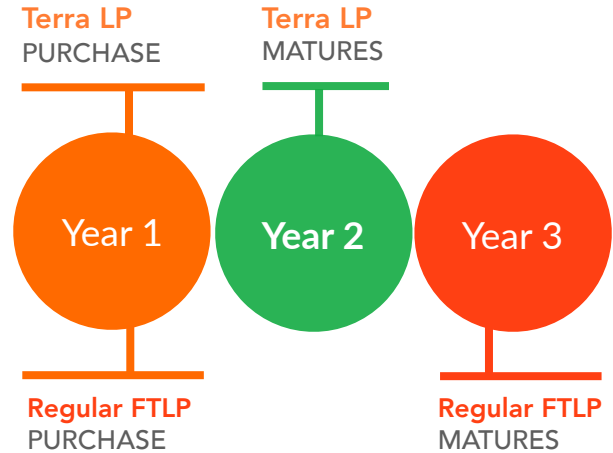 Terra LP
PURCHASE
Terra LP
MATURES
Year 1
Year 2
Year 3
Regular FTLP
PURCHASE
Regular FTLP
MATURES